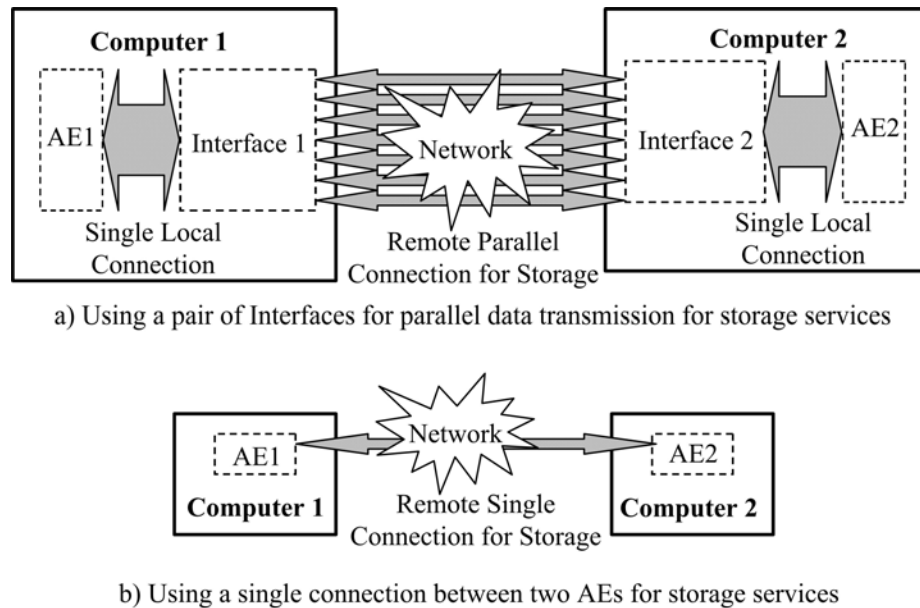 Computer 1
AE1
Interface 1
Single Local
Connection
Network
Remote Parallel
Connection for Storage
Computer 2
Interface 2
AE2
Single Local
Connection
a) Using a pair of Interfaces for parallel data transmission for storage services
AE1
Computer 1
Network
Remote Single
Connection for Storage
AE2
Computer 2
b) Using a single connection between two AEs for storage services